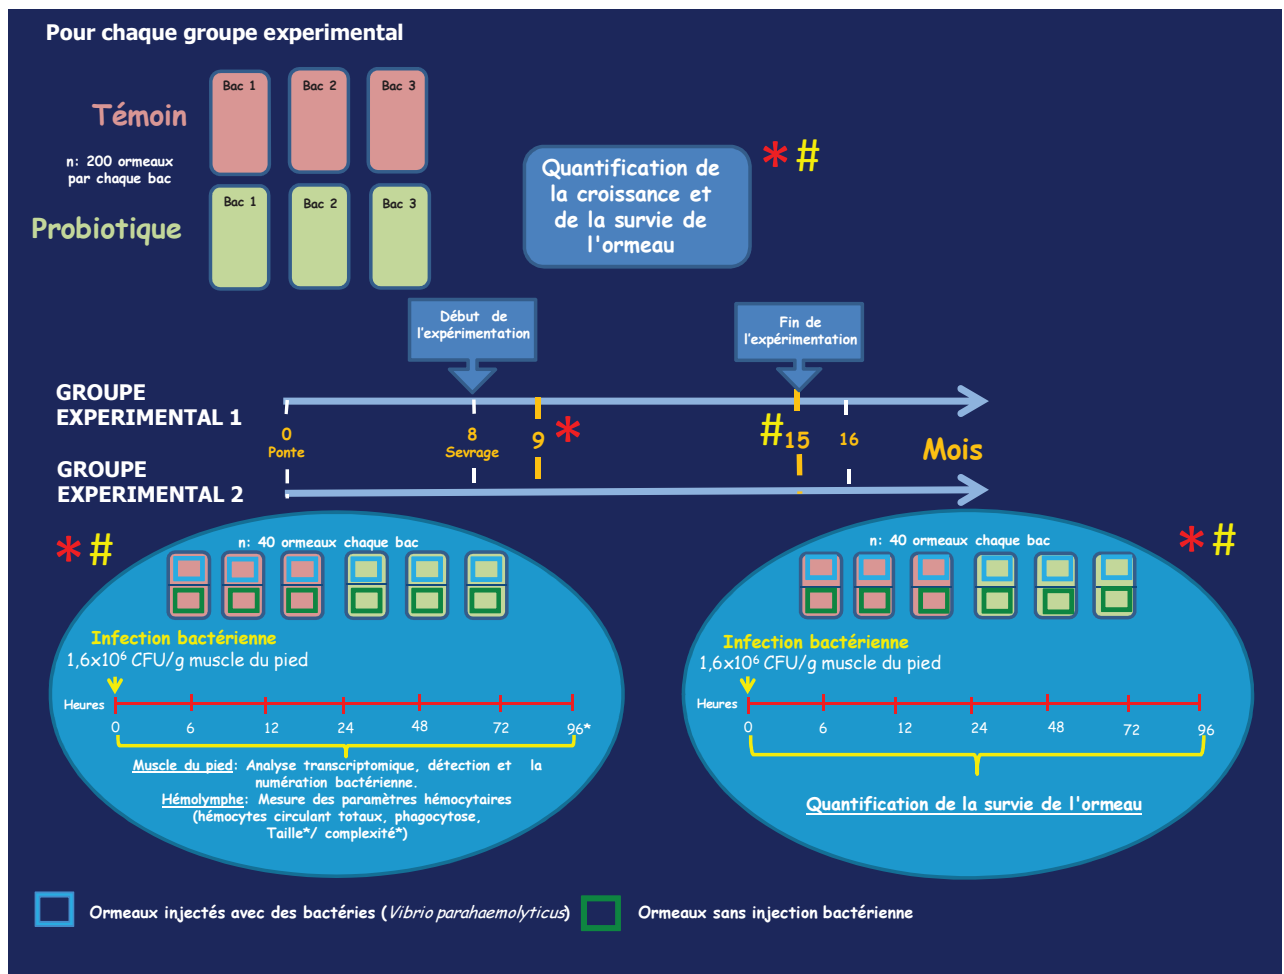 Pour chaque groupe experimental
Témoin
Bac 1
Bac 2
Bac 3
n: 200 ormeaux
par chaque bac
Probiotique
Bac 1
Bac 2
Bac 3
Quantification de
la croissance et
de la survie de
l'ormeau
* #
Début de
l'expérimentation
Fin de
l'expérimentation
GROUPE
EXPERIMENTAL 1
0
Ponte
8
Sevrage
9 *
# 15
16
Mois
GROUPE
EXPERIMENTAL 2
* #
n: 40 ormeaux chaque bac
Infection bactérienne
1,6x10⁶ CFU/g muscle du pied
Heures
0 6 12 24 48 72 96*
Muscle du pied: Analyse transcriptomique, détection et la
numération bactérienne.
Hémolymphe: Mesure des paramètres hémocytaires
(hémocytes circulant totaux, phagocytose,
Taille*/ complexité*)
* #
n: 40 ormeaux chaque bac
Infection bactérienne
1,6x10⁶ CFU/g muscle du pied
Heures
0 6 12 24 48 72 96
Quantification de la survie de l'ormeau
Ormeaux injectés avec des bactéries (Vibrio parahaemolyticus)
Ormeaux sans injection bactérienne